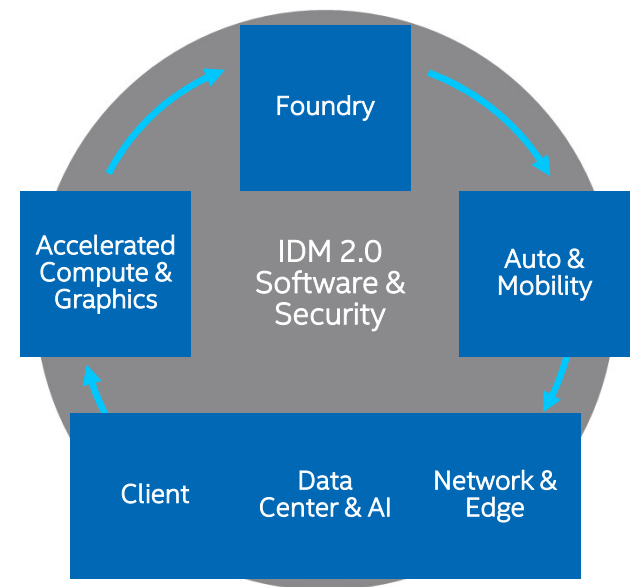 Foundry
Accelerated
Compute &
Graphics
IDM 2.0
Software &
Security
Auto &
Mobility
Client
Data
Center & AI
Network &
Edge